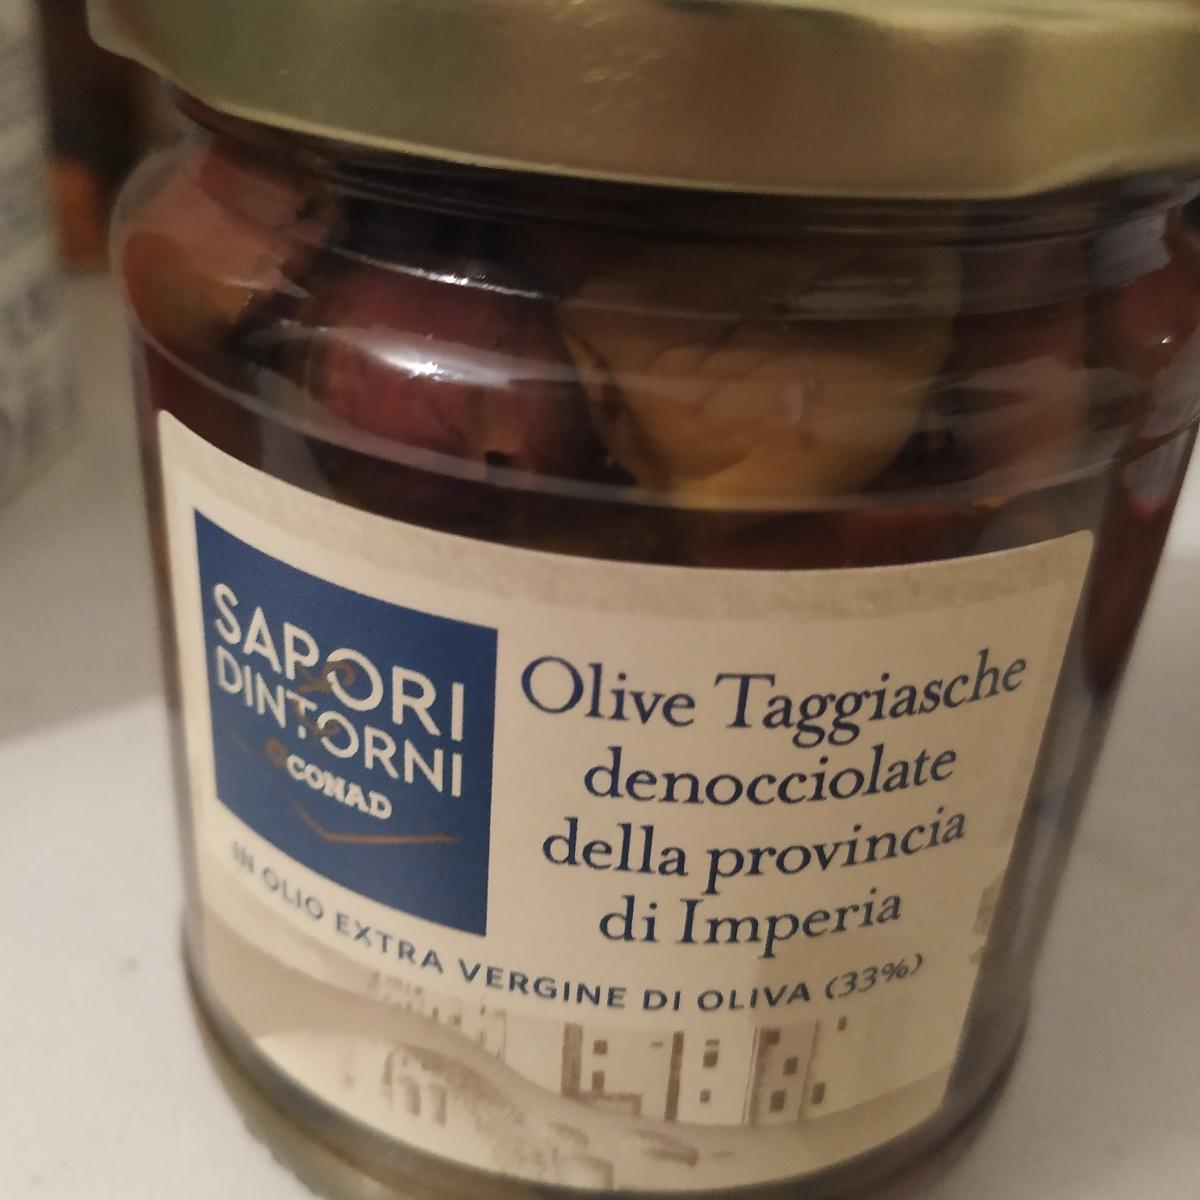 SAPORI
DINTORNI
CONAD
Olive Taggiasche
denocciolate
della provincia
di Imperia
IN OLIO EXTRA VERGINE DI OLIVA (33%)